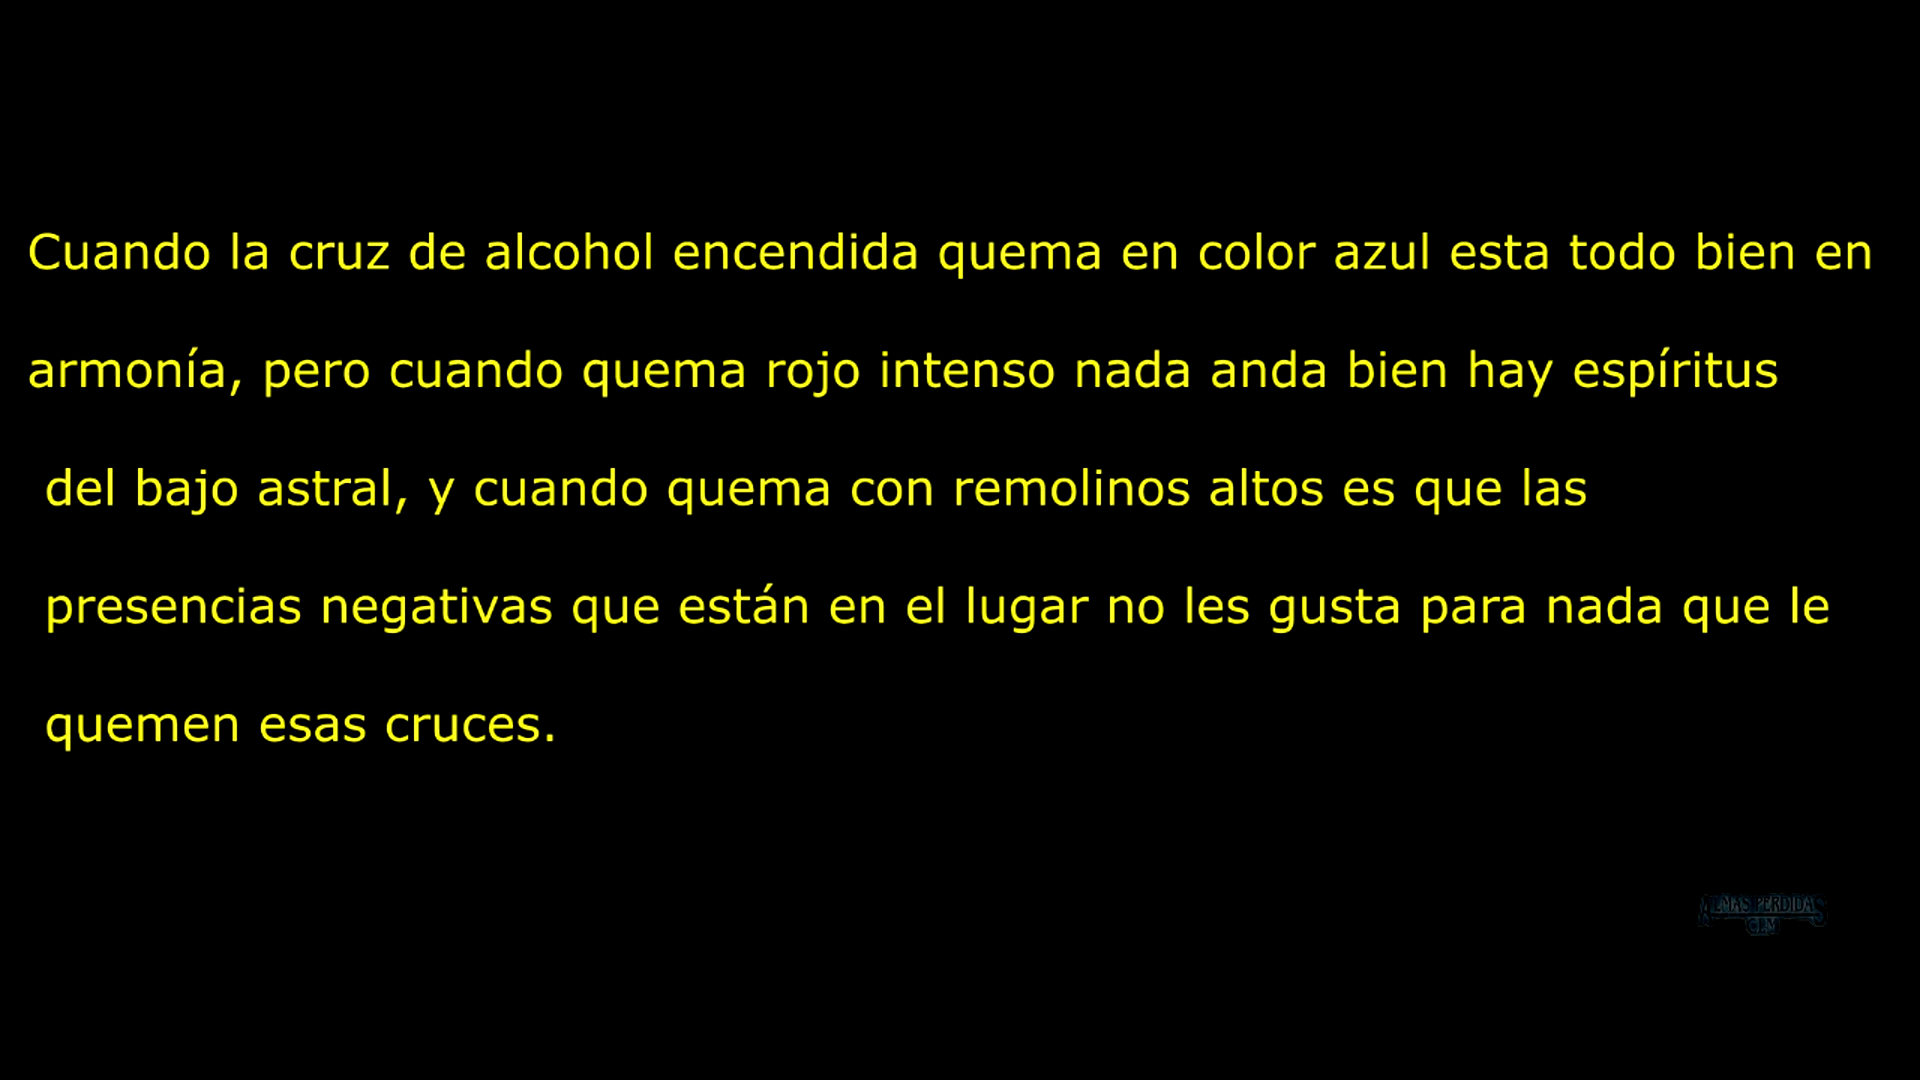 Cuando la cruz de alcohol encendida quema en color azul esta todo bien en
armonía, pero cuando quema rojo intenso nada anda bien hay espíritus
del bajo astral, y cuando quema con remolinos altos es que las
presencias negativas que están en el lugar no les gusta para nada que le
quemen esas cruces.
ALMAS PERDIDAS